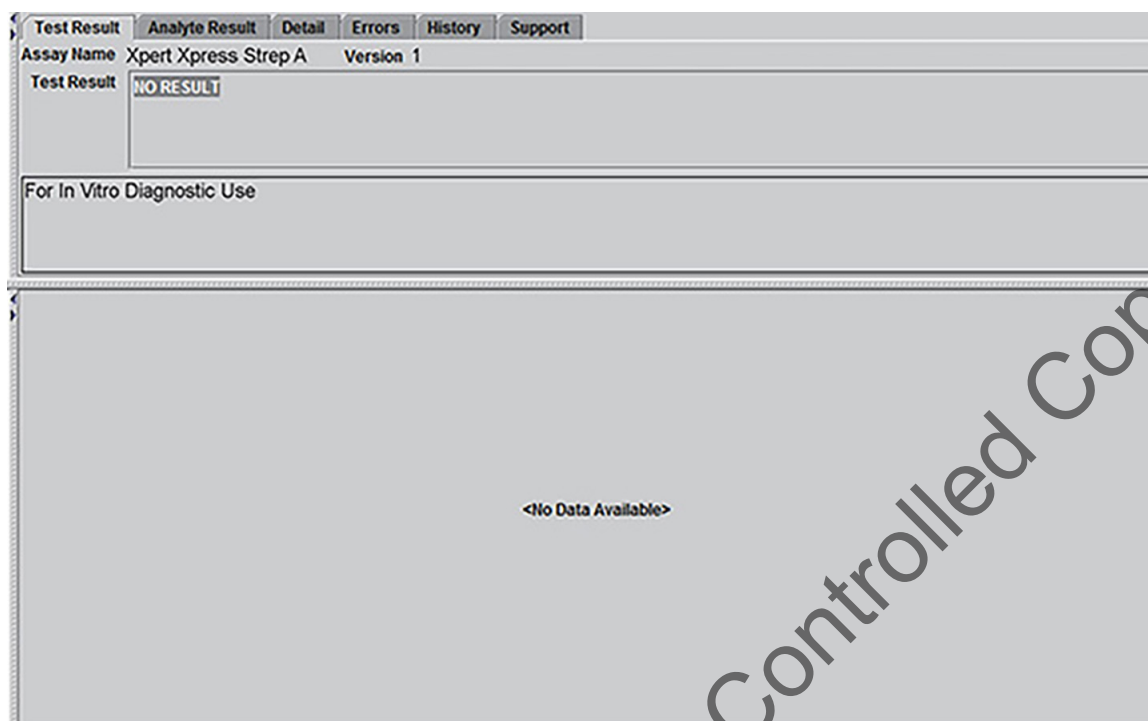 Test Result Analyte Result Detail Errors History Support
Assay Name Xpert Xpress Strep A Version 1
Test Result NO RESULT
For In Vitro Diagnostic Use
<No Data Available>
Controlled